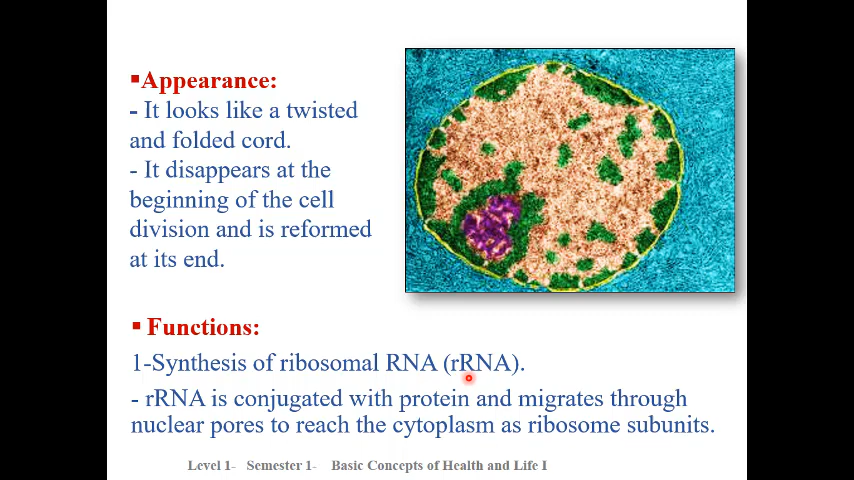 ▪Appearance:
- It looks like a twisted
and folded cord.
- It disappears at the
beginning of the cell
division and is reformed
at its end.
▪ Functions:
1-Synthesis of ribosomal RNA (rRNA).
- rRNA is conjugated with protein and migrates through
nuclear pores to reach the cytoplasm as ribosome subunits.
Level 1- Semester 1- Basic Concepts of Health and Life I